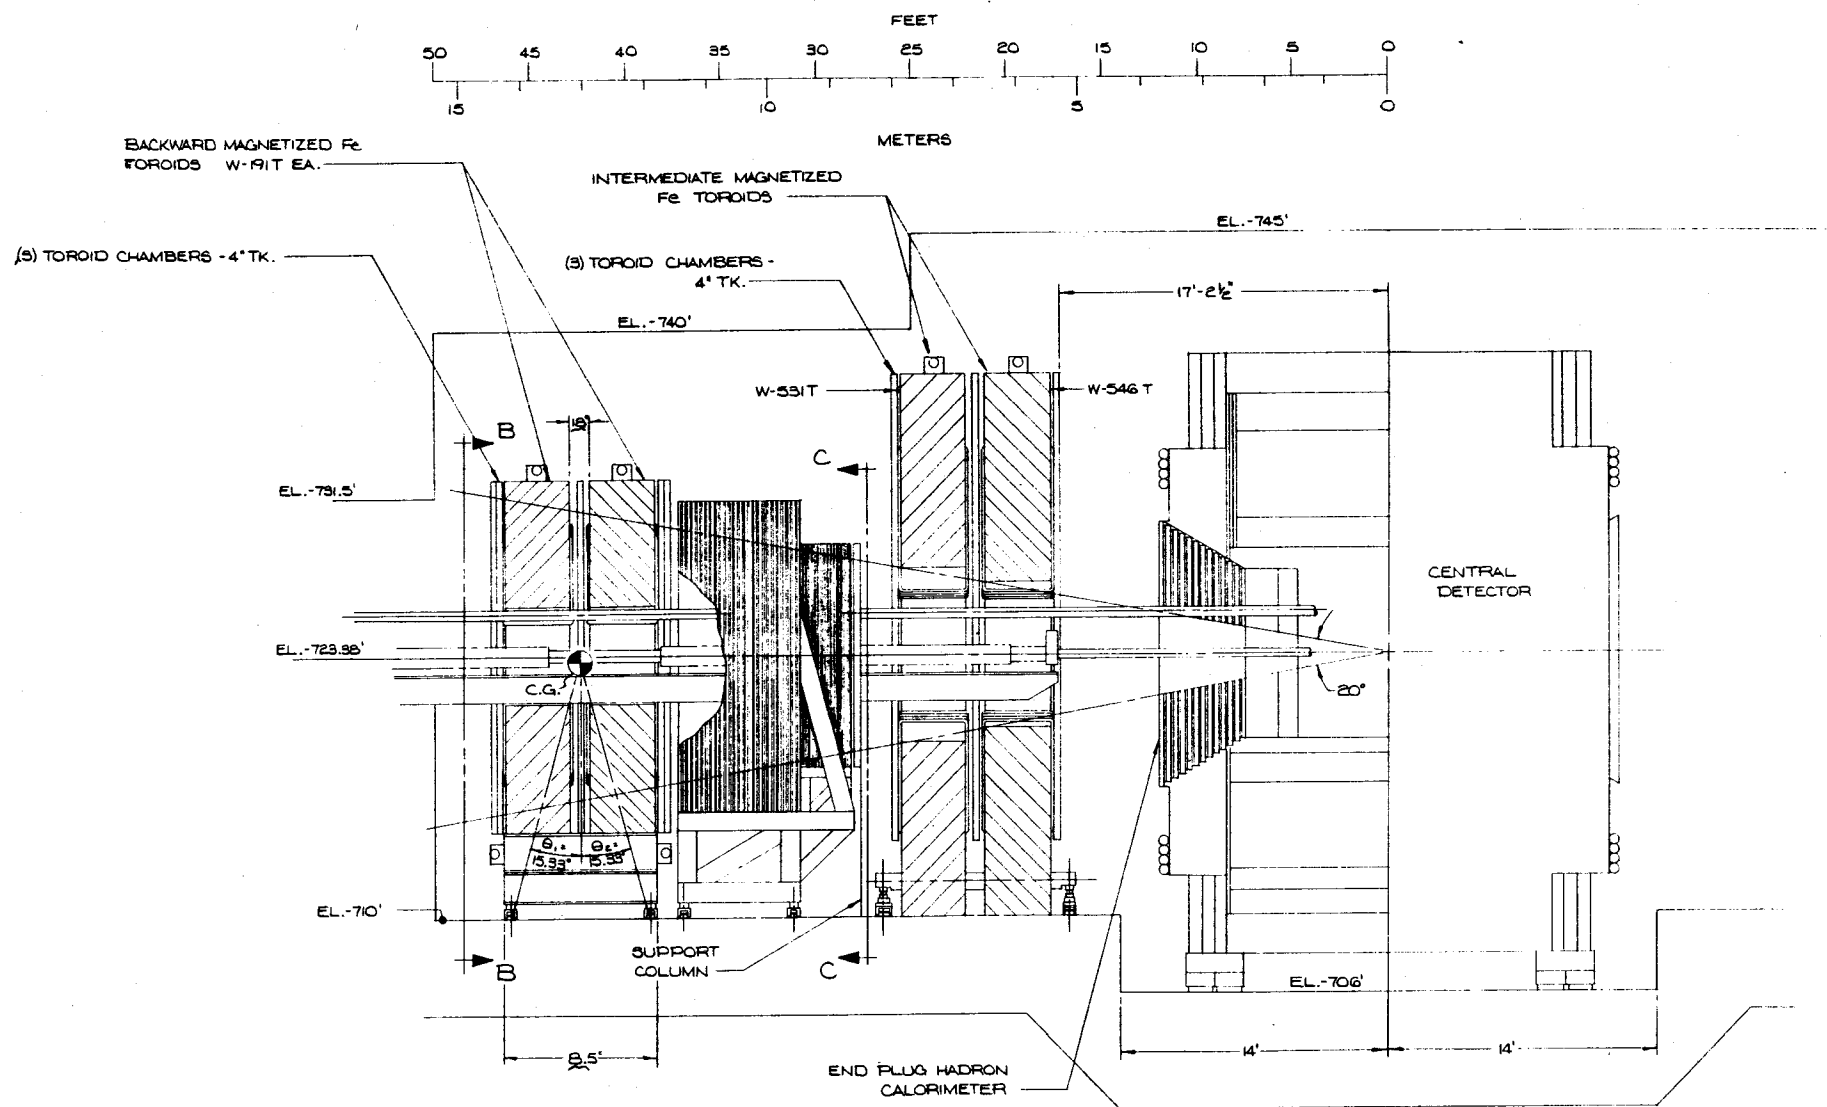 FEET
50 45 40 35 30 25 20 15 10 5 0
15 10 5 0
METERS
BACKWARD MAGNETIZED Fe
TOROIDS W-191T EA.
INTERMEDIATE MAGNETIZED
Fe TOROIDS
EL.-745'
(3) TOROID CHAMBERS - 4" TK.
(3) TOROID CHAMBERS -
4" TK.
17'-2½"
EL.-740'
W-531T
W-546T
18"
B
C
EL.-731.5'
CENTRAL
DETECTOR
EL.-723.38'
C.G.
20°
θ₁=
15.33°
θ₂=
15.33°
EL.-710'
SUPPORT
COLUMN
B
C
EL.-706'
8.5'
14'
14'
END PLUG HADRON
CALORIMETER